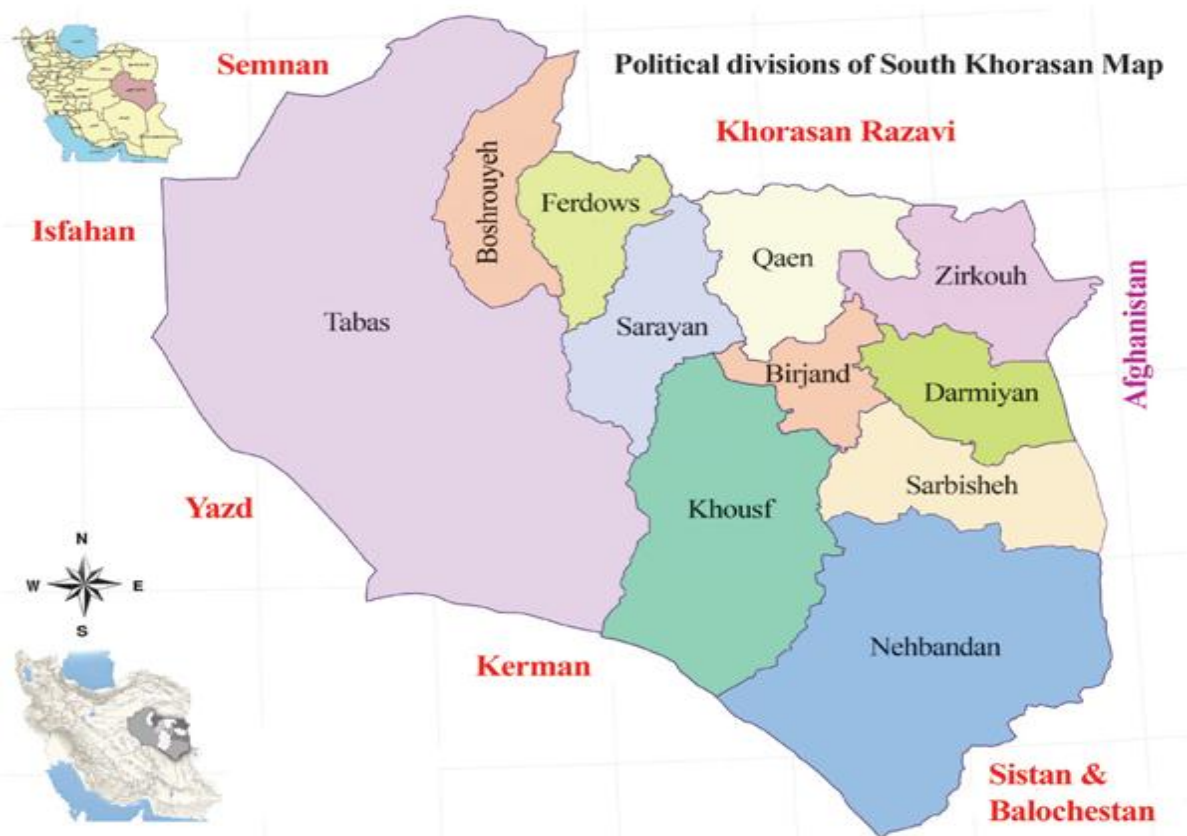 Political divisions of South Khorasan Map
Semnan
Khorasan Razavi
Isfahan
Afghanistan
Yazd
Kerman
Sistan &
Balochestan
Boshrouyeh
Ferdows
Qaen
Zirkouh
Tabas
Sarayan
Birjand
Darmiyan
Khousf
Sarbisheh
Nehbandan
N
W
E
S